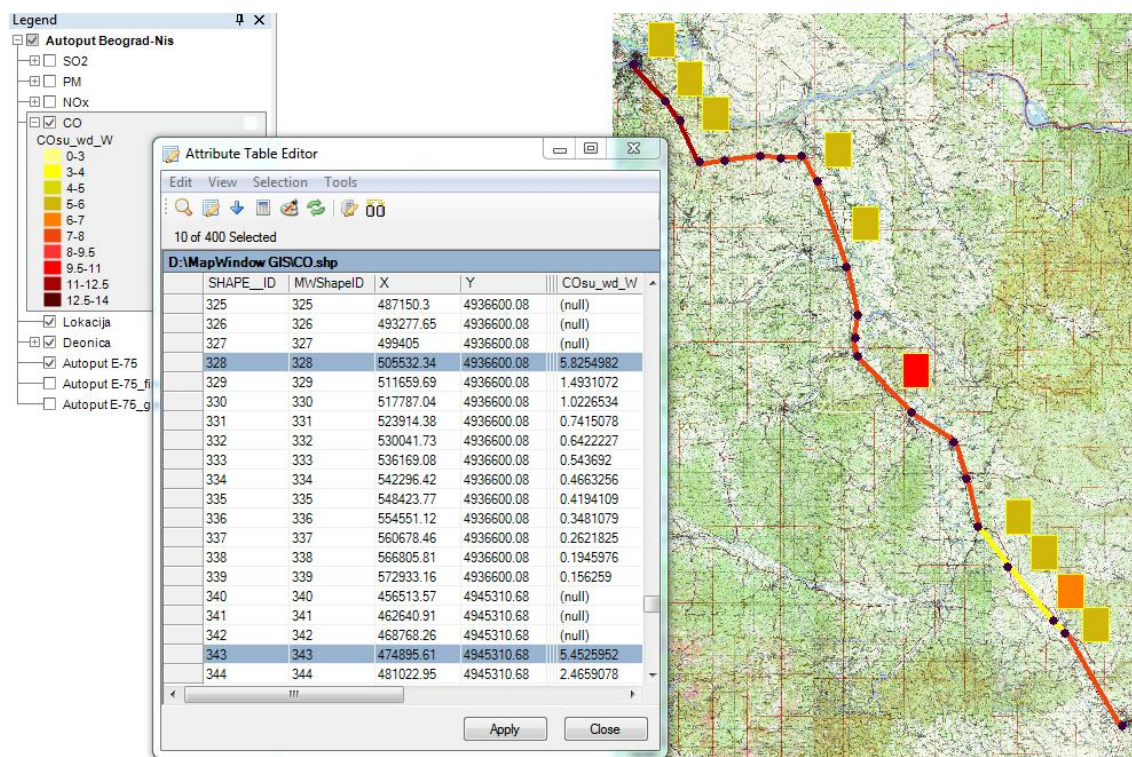 Legend
Autoput Beograd-Nis
SO2
PM
NOx
CO
COsu_wd_W
0-3
3-4
4-5
5-6
6-7
7-8
8-9.5
9.5-11
11-12.5
12.5-14
Lokacija
Deonica
Autoput E-75
Autoput E-75_fi
Autoput E-75_g
Attribute Table Editor
Edit View Selection Tools
10 of 400 Selected
D:\MapWindow GIS\CO.shp
SHAPE__ID MWShapeID X Y COsu_wd_W
325 325 487150.3 4936600.08 (null)
326 326 493277.65 4936600.08 (null)
327 327 499405 4936600.08 (null)
328 328 505532.34 4936600.08 5.8254982
329 329 511659.69 4936600.08 1.4931072
330 330 517787.04 4936600.08 1.0226534
331 331 523914.38 4936600.08 0.7415078
332 332 530041.73 4936600.08 0.6422227
333 333 536169.08 4936600.08 0.543692
334 334 542296.42 4936600.08 0.4663256
335 335 548423.77 4936600.08 0.4194109
336 336 554551.12 4936600.08 0.3481079
337 337 560678.46 4936600.08 0.2621825
338 338 566805.81 4936600.08 0.1945976
339 339 572933.16 4936600.08 0.156259
340 340 456513.57 4945310.68 (null)
341 341 462640.91 4945310.68 (null)
342 342 468768.26 4945310.68 (null)
343 343 474895.61 4945310.68 5.4525952
344 344 481022.95 4945310.68 2.4659078
Apply Close